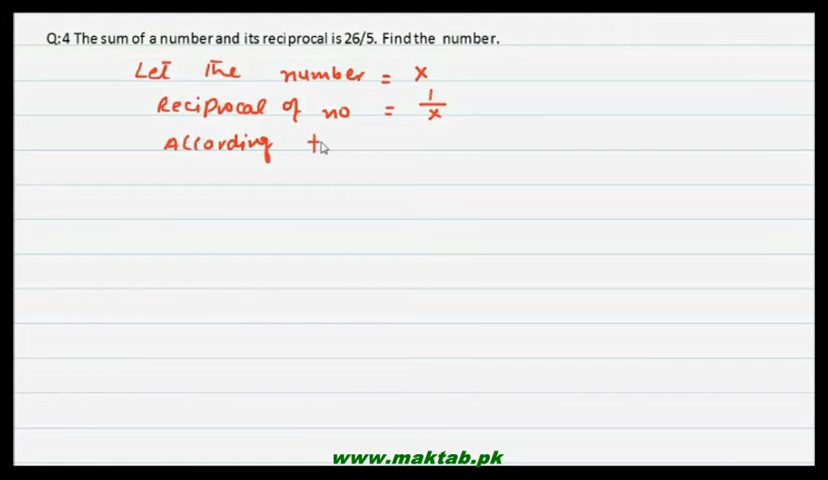 Q:4 The sum of a number and its reciprocal is 26/5. Find the number.
Let The number = x
Reciprocal of no = 1/x
According t
www.maktab.pk